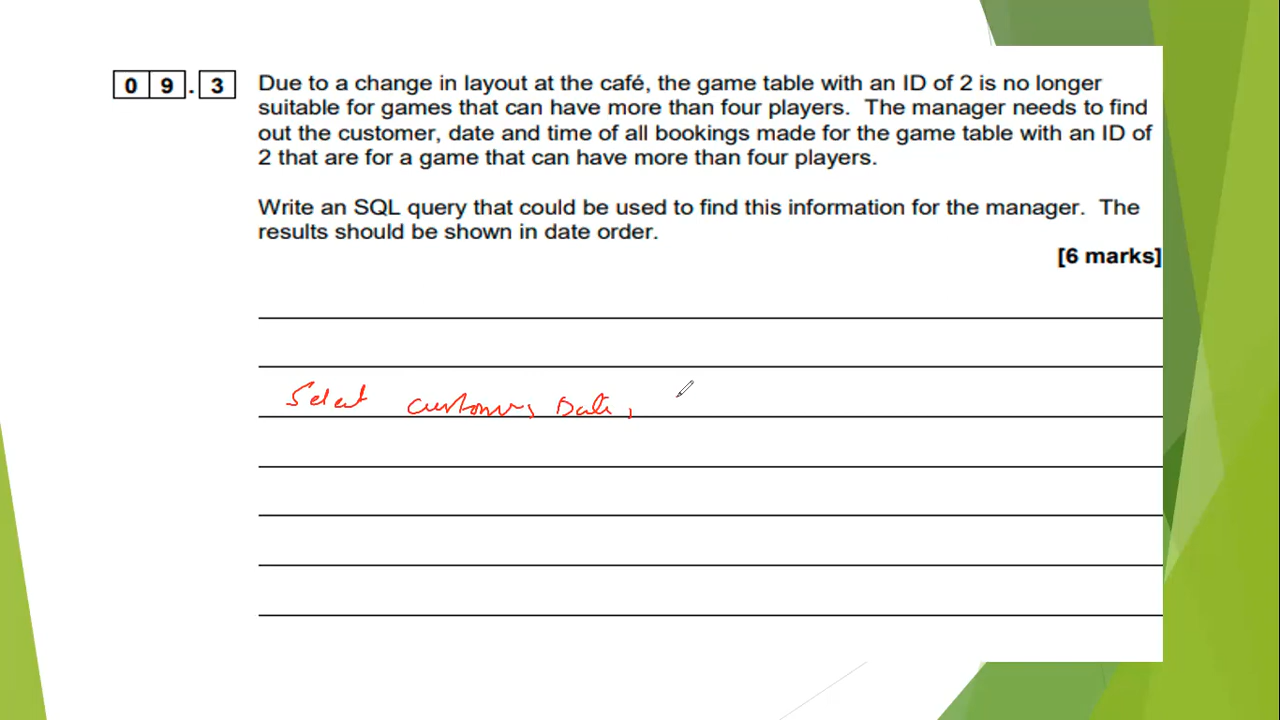 09.3 Due to a change in layout at the café, the game table with an ID of 2 is no longer
suitable for games that can have more than four players. The manager needs to find
out the customer, date and time of all bookings made for the game table with an ID of
2 that are for a game that can have more than four players.
Write an SQL query that could be used to find this information for the manager. The
results should be shown in date order.
[6 marks]
Select Customer, Date,